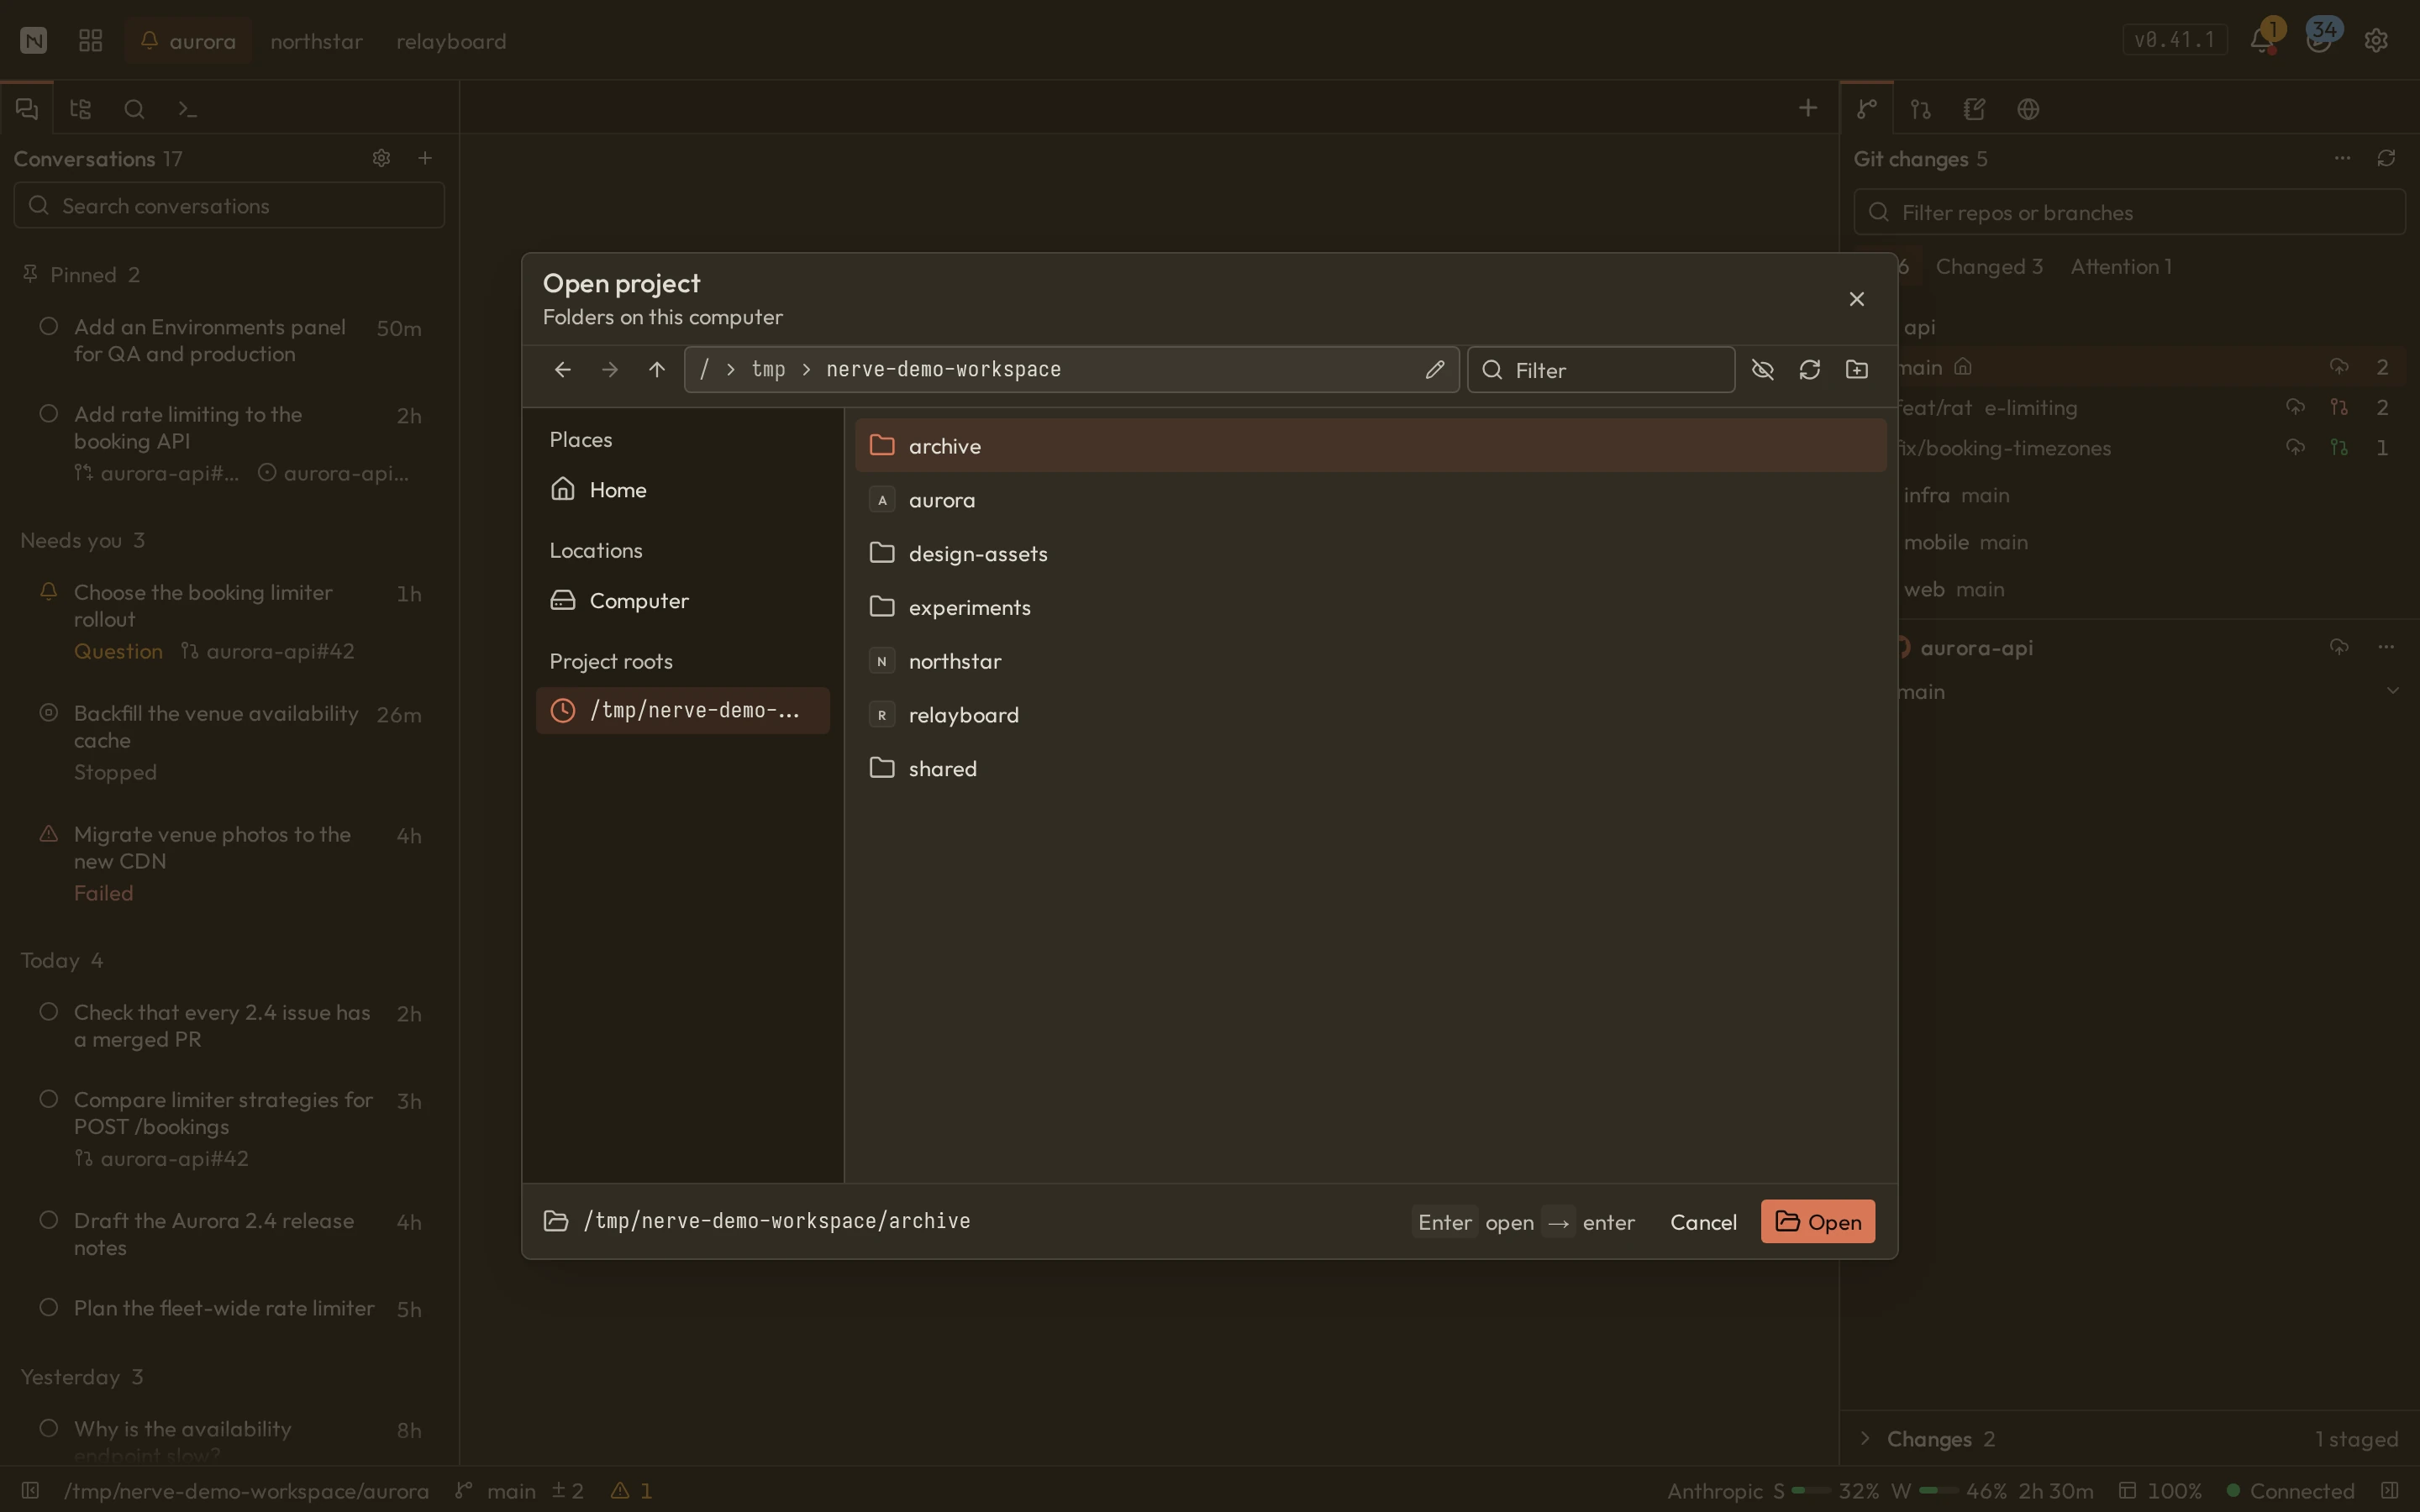 aurora
northstar
relayboard
v0.41.1
1
34
Conversations 17
Search conversations
Pinned 2
Add an Environments panel for QA and production
50m
Add rate limiting to the booking API
2h
aurora-api#...
aurora-api...
Needs you 3
Choose the booking limiter rollout
1h
Question
aurora-api#42
Backfill the venue availability cache
26m
Stopped
Migrate venue photos to the new CDN
4h
Failed
Today 4
Check that every 2.4 issue has a merged PR
2h
Compare limiter strategies for POST /bookings
3h
aurora-api#42
Draft the Aurora 2.4 release notes
4h
Plan the fleet-wide rate limiter
5h
Yesterday 3
Why is the availability endpoint slow?
8h
Open project
Folders on this computer
/ > tmp > nerve-demo-workspace
Filter
Places
Home
Locations
Computer
Project roots
/tmp/nerve-demo-...
archive
A aurora
design-assets
experiments
N northstar
R relayboard
shared
/tmp/nerve-demo-workspace/archive
Enter open → enter
Cancel
Open
Git changes 5
Filter repos or branches
6
Changed 3
Attention 1
api
main
2
feat/rat e-limiting
2
fix/booking-timezones
1
infra main
mobile main
web main
aurora-api
main
Changes 2
1 staged
/tmp/nerve-demo-workspace/aurora
main ±2
1
Anthropic S 32% W 46% 2h 30m
100%
Connected